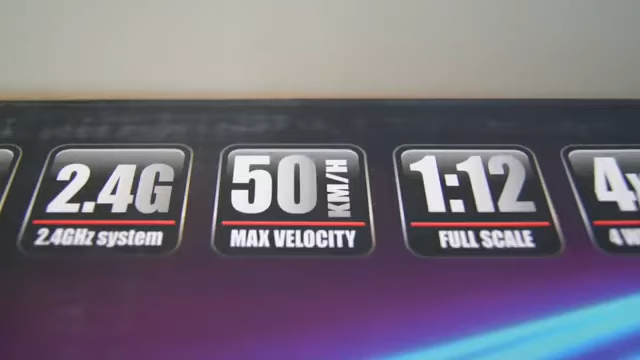 2.4G
2.4GHz system
50 KM/H
MAX VELOCITY
1:12
FULL SCALE